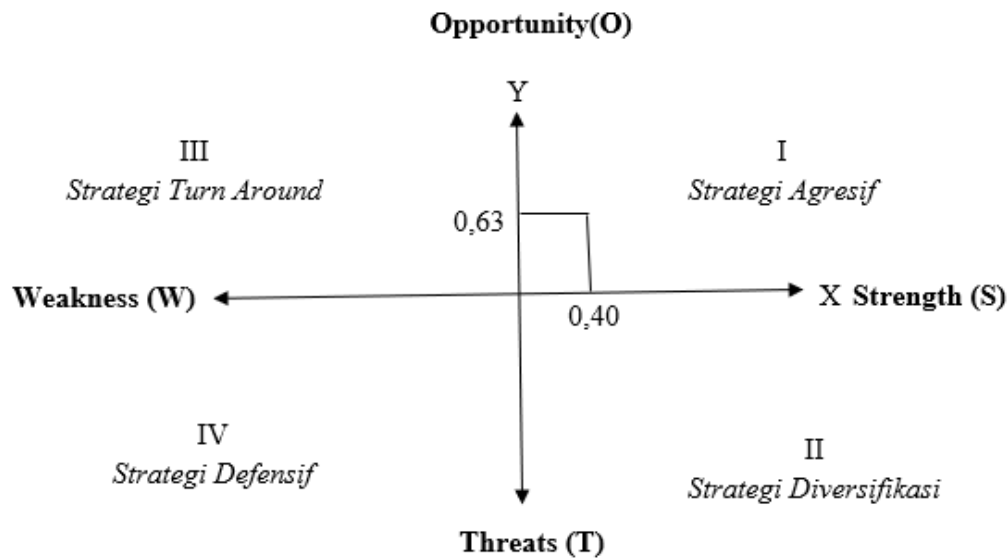 Opportunity(O)
Y
III
Strategi Turn Around
I
Strategi Agresif
0,63
Weakness (W)
X Strength (S)
0,40
IV
Strategi Defensif
II
Strategi Diversifikasi
Threats (T)